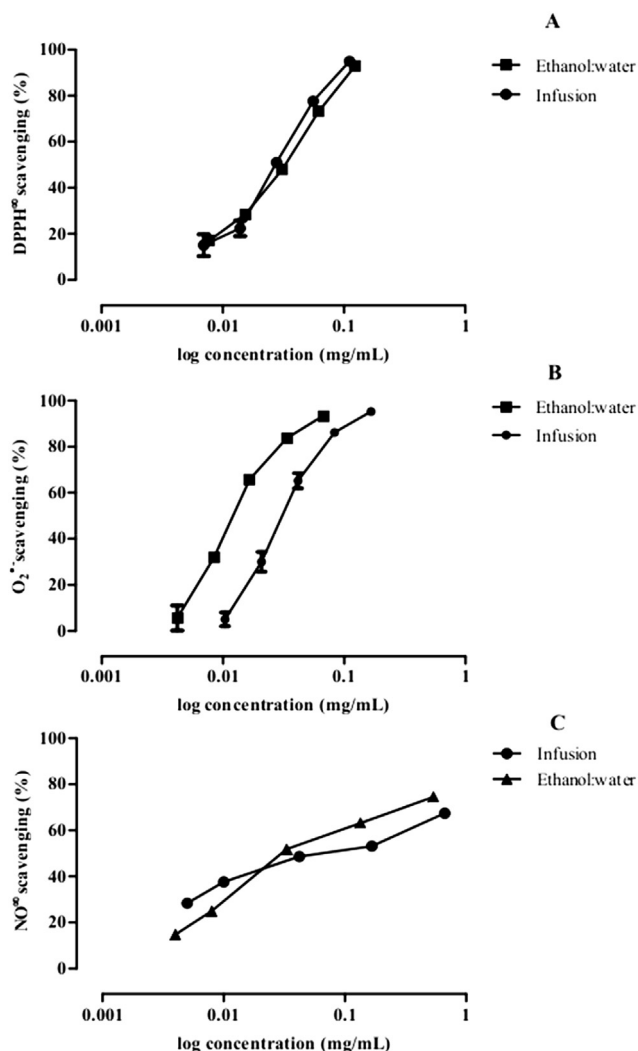 A
Ethanol:water
Infusion
DPPH∞ scavenging (%)
100
80
60
40
20
0
0.001
0.01
0.1
1
log concentration (mg/mL)
B
Ethanol:water
Infusion
O₂•- scavenging (%)
100
80
60
40
20
0
0.001
0.01
0.1
1
log concentration (mg/mL)
C
Infusion
Ethanol:water
NO∞ scavenging (%)
100
80
60
40
20
0
0.001
0.01
0.1
1
log concentration (mg/mL)